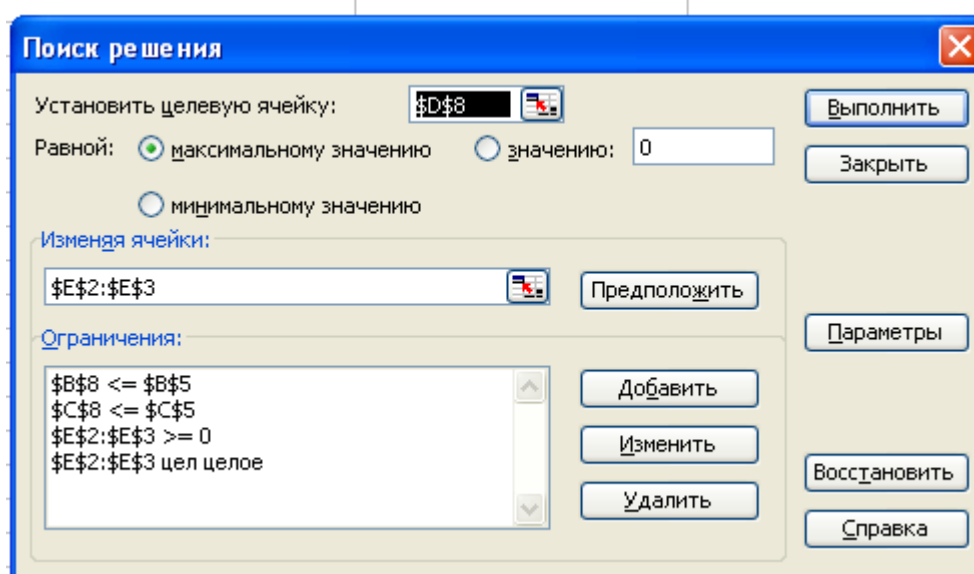 Поиск решения
Установить целевую ячейку: $D$8
Выполнить
Равной: максимальному значению значению: 0
Закрыть
минимальному значению
Изменяя ячейки:
$E$2:$E$3
Предположить
Ограничения:
Параметры
$B$8 <= $B$5
$C$8 <= $C$5
$E$2:$E$3 >= 0
$E$2:$E$3 цел целое
Добавить
Изменить
Удалить
Восстановить
Справка